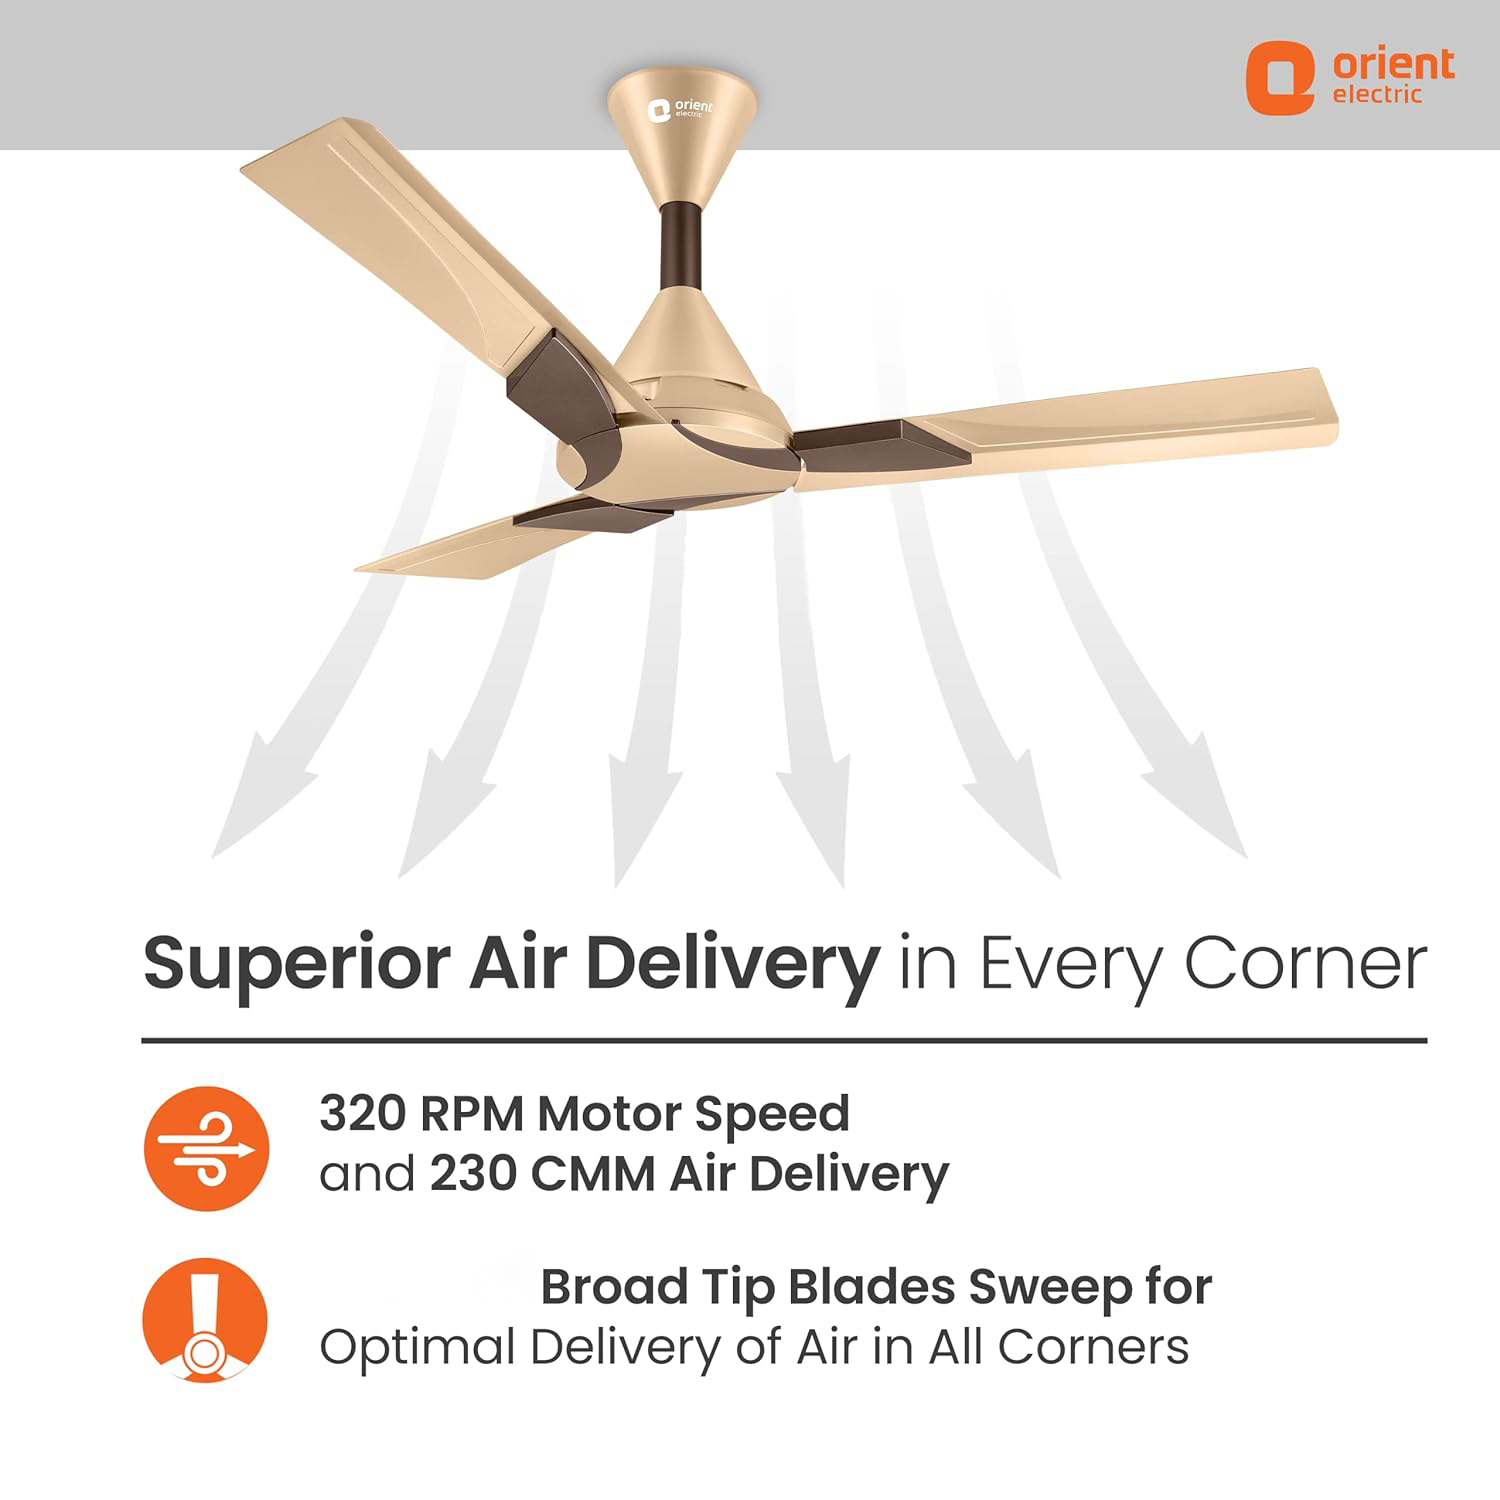 orient
electric
orient
electric
Superior Air Delivery in Every Corner
320 RPM Motor Speed
and 230 CMM Air Delivery
Broad Tip Blades Sweep for
Optimal Delivery of Air in All Corners